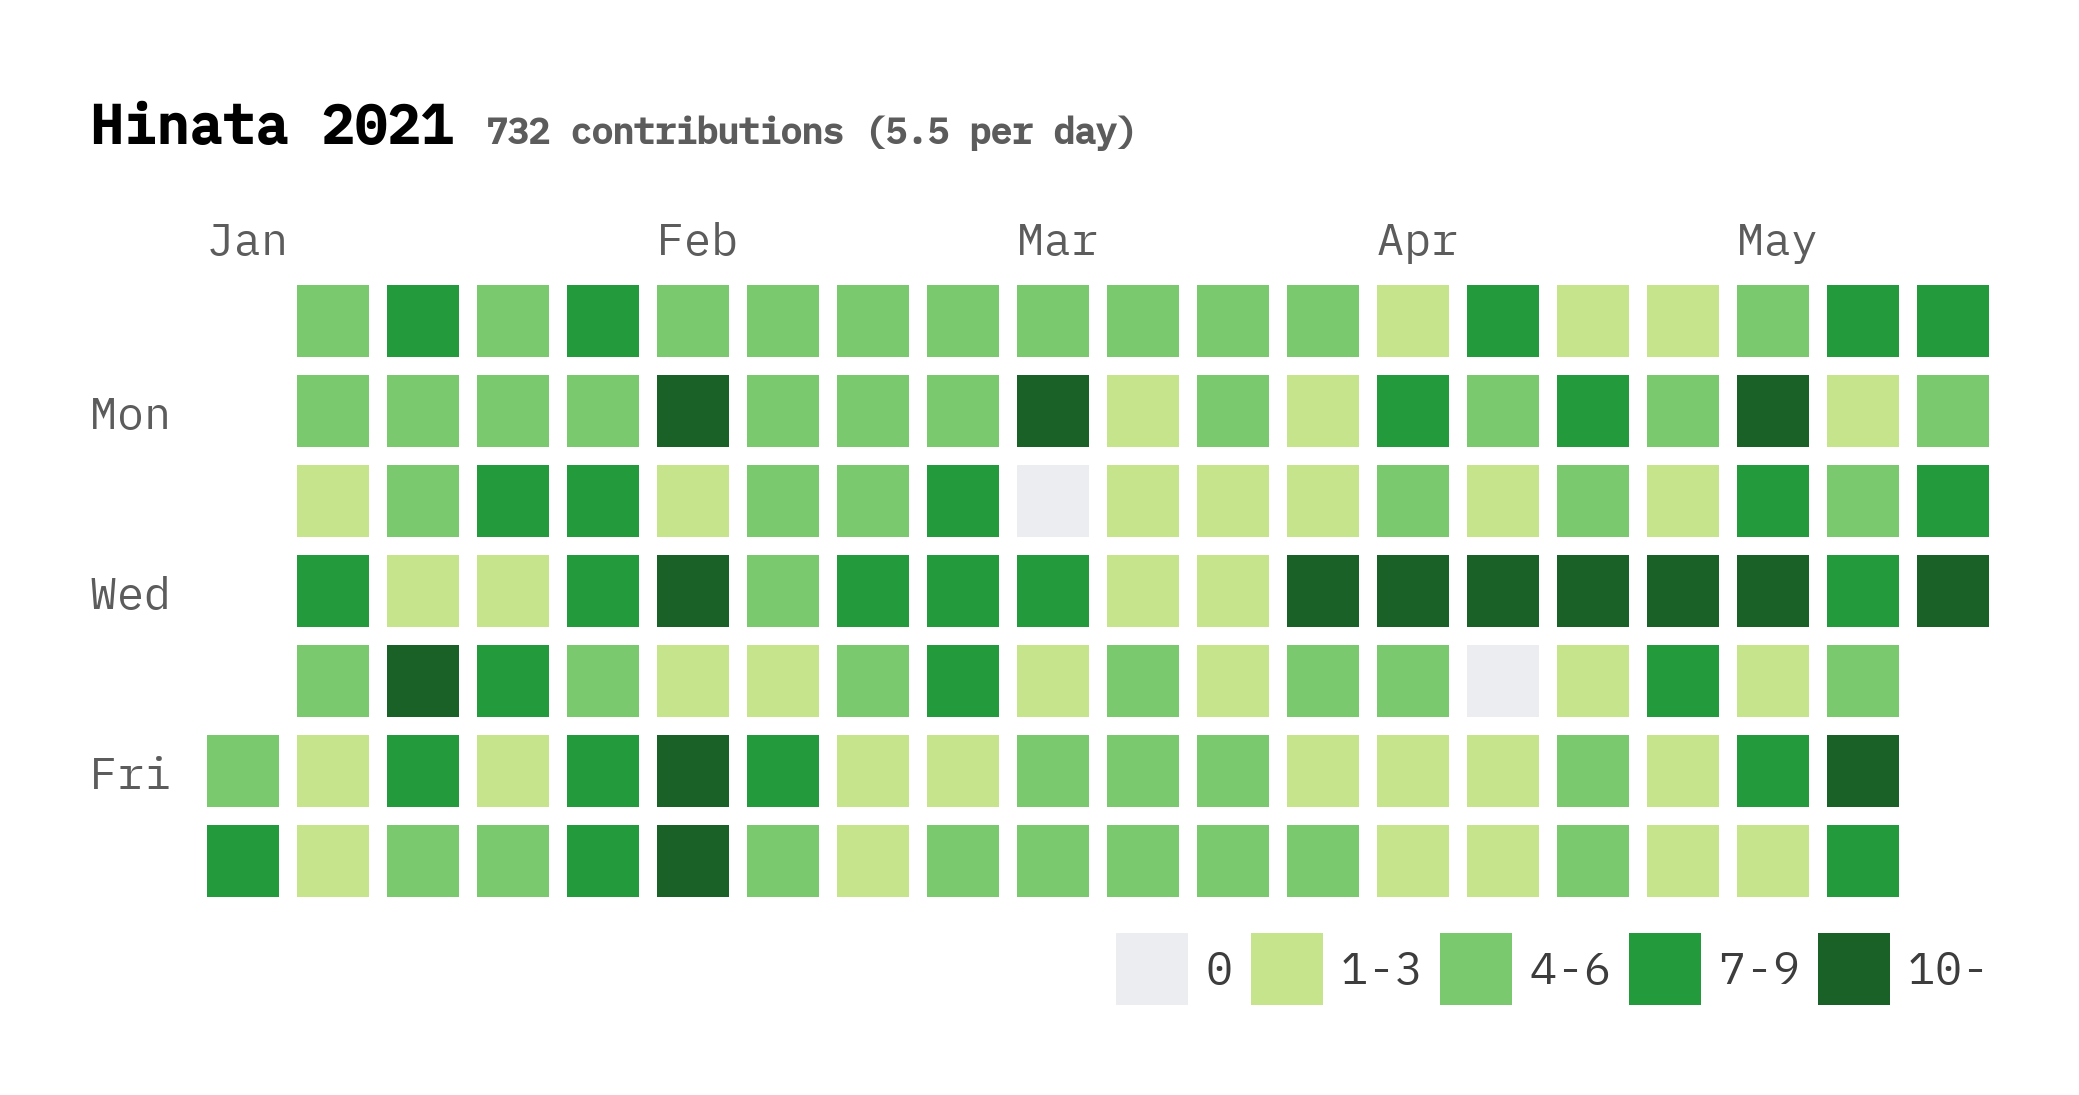 Hinata 2021 732 contributions (5.5 per day)
Jan Feb Mar Apr May
Mon
Wed
Fri
0 1-3 4-6 7-9 10-